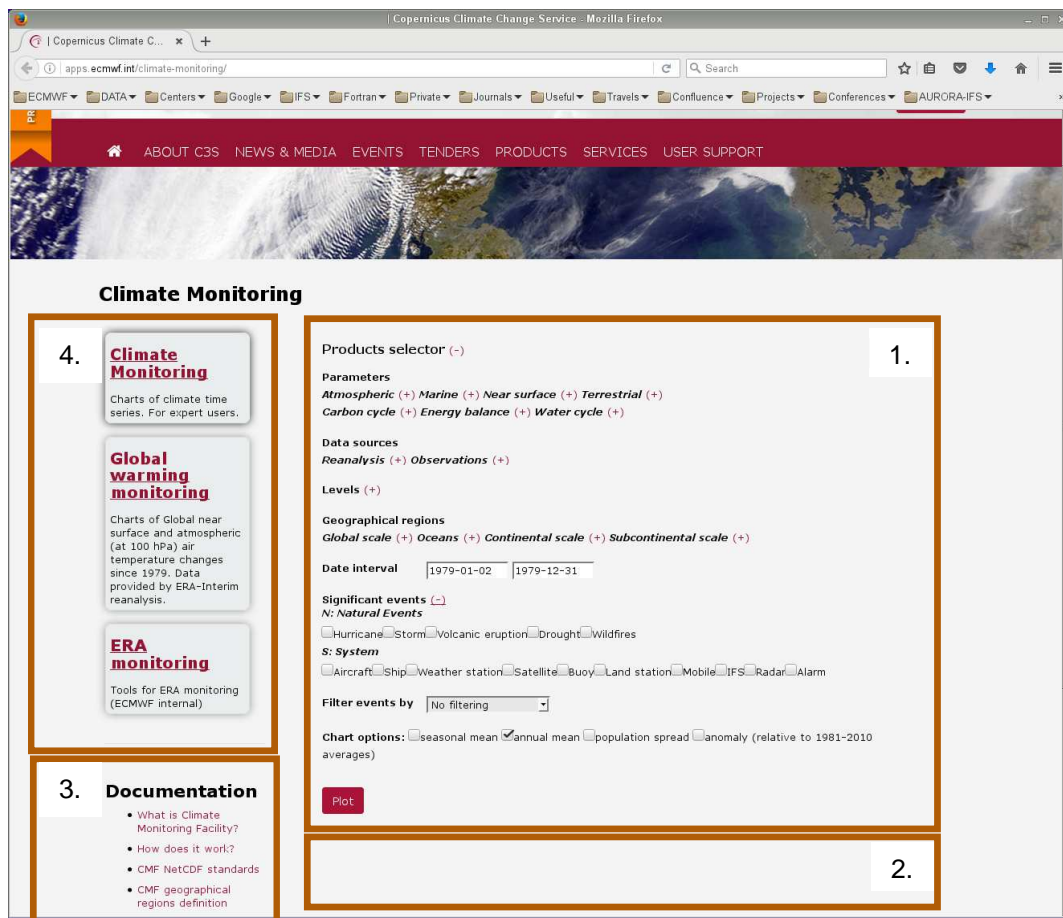 | Copernicus Climate Change Service - Mozilla Firefox
| Copernicus Climate C... × +
apps.ecmwf.int/climate-monitoring/
Search
ECMWF DATA Centers Google IFS Fortran Private Journals Useful Travels Confluence Projects Conferences AURORA-IFS »
PR
ABOUT C3S NEWS & MEDIA EVENTS TENDERS PRODUCTS SERVICES USER SUPPORT
Climate Monitoring
4.
Climate
Monitoring
Charts of climate time
series. For expert users.
Global
warming
monitoring
Charts of Global near
surface and atmospheric
(at 100 hPa) air
temperature changes
since 1979. Data
provided by ERA-Interim
reanalysis.
ERA
monitoring
Tools for ERA monitoring
(ECMWF internal)
3.
Documentation
• What is Climate
Monitoring Facility?
• How does it work?
• CMF NetCDF standards
• CMF geographical
regions definition
1.
Products selector (-)
Parameters
Atmospheric (+) Marine (+) Near surface (+) Terrestrial (+)
Carbon cycle (+) Energy balance (+) Water cycle (+)
Data sources
Reanalysis (+) Observations (+)
Levels (+)
Geographical regions
Global scale (+) Oceans (+) Continental scale (+) Subcontinental scale (+)
Date interval 1979-01-02 1979-12-31
Significant events (-)
N: Natural Events
Hurricane Storm Volcanic eruption Drought Wildfires
S: System
Aircraft Ship Weather station Satellite Buoy Land station Mobile IFS Radar Alarm
Filter events by No filtering
Chart options: seasonal mean annual mean population spread anomaly (relative to 1981-2010
averages)
Plot
2.